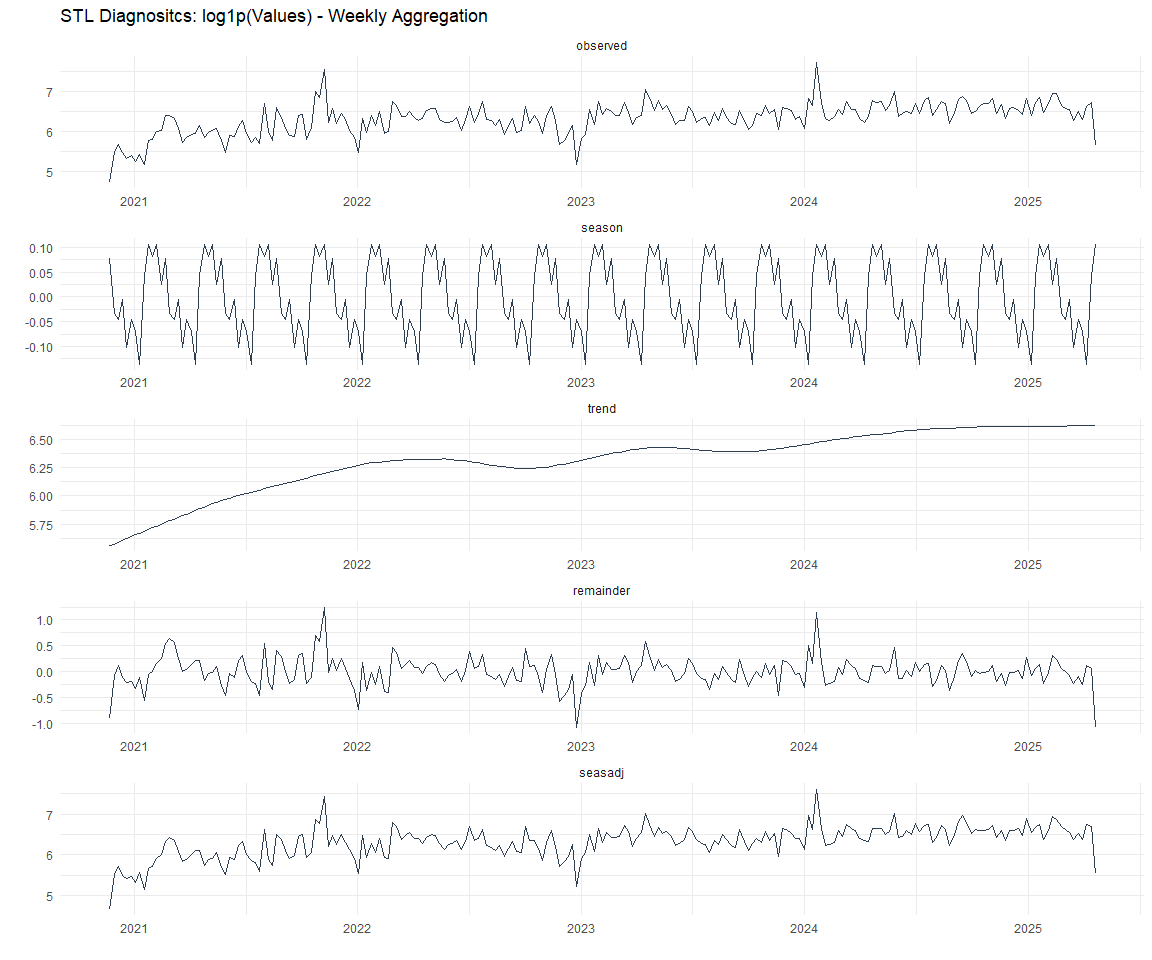 STL Diagnositcs: log1p(Values) - Weekly Aggregation
observed
7
6
5
2021 2022 2023 2024 2025
season
0.10
0.05
0.00
-0.05
-0.10
2021 2022 2023 2024 2025
trend
6.50
6.25
6.00
5.75
2021 2022 2023 2024 2025
remainder
1.0
0.5
0.0
-0.5
-1.0
2021 2022 2023 2024 2025
seasadj
7
6
5
2021 2022 2023 2024 2025